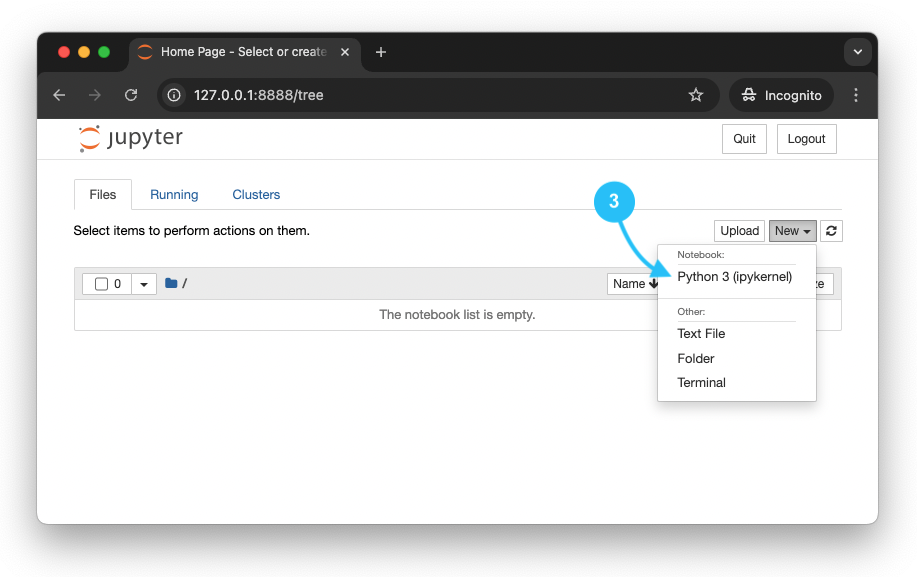 Home Page - Select or create
127.0.0.1:8888/tree
Incognito
jupyter
Quit
Logout
Files
Running
Clusters
3
Select items to perform actions on them.
Upload
New
Notebook:
Python 3 (ipykernel)
0
/
Name
The notebook list is empty.
Other:
Text File
Folder
Terminal